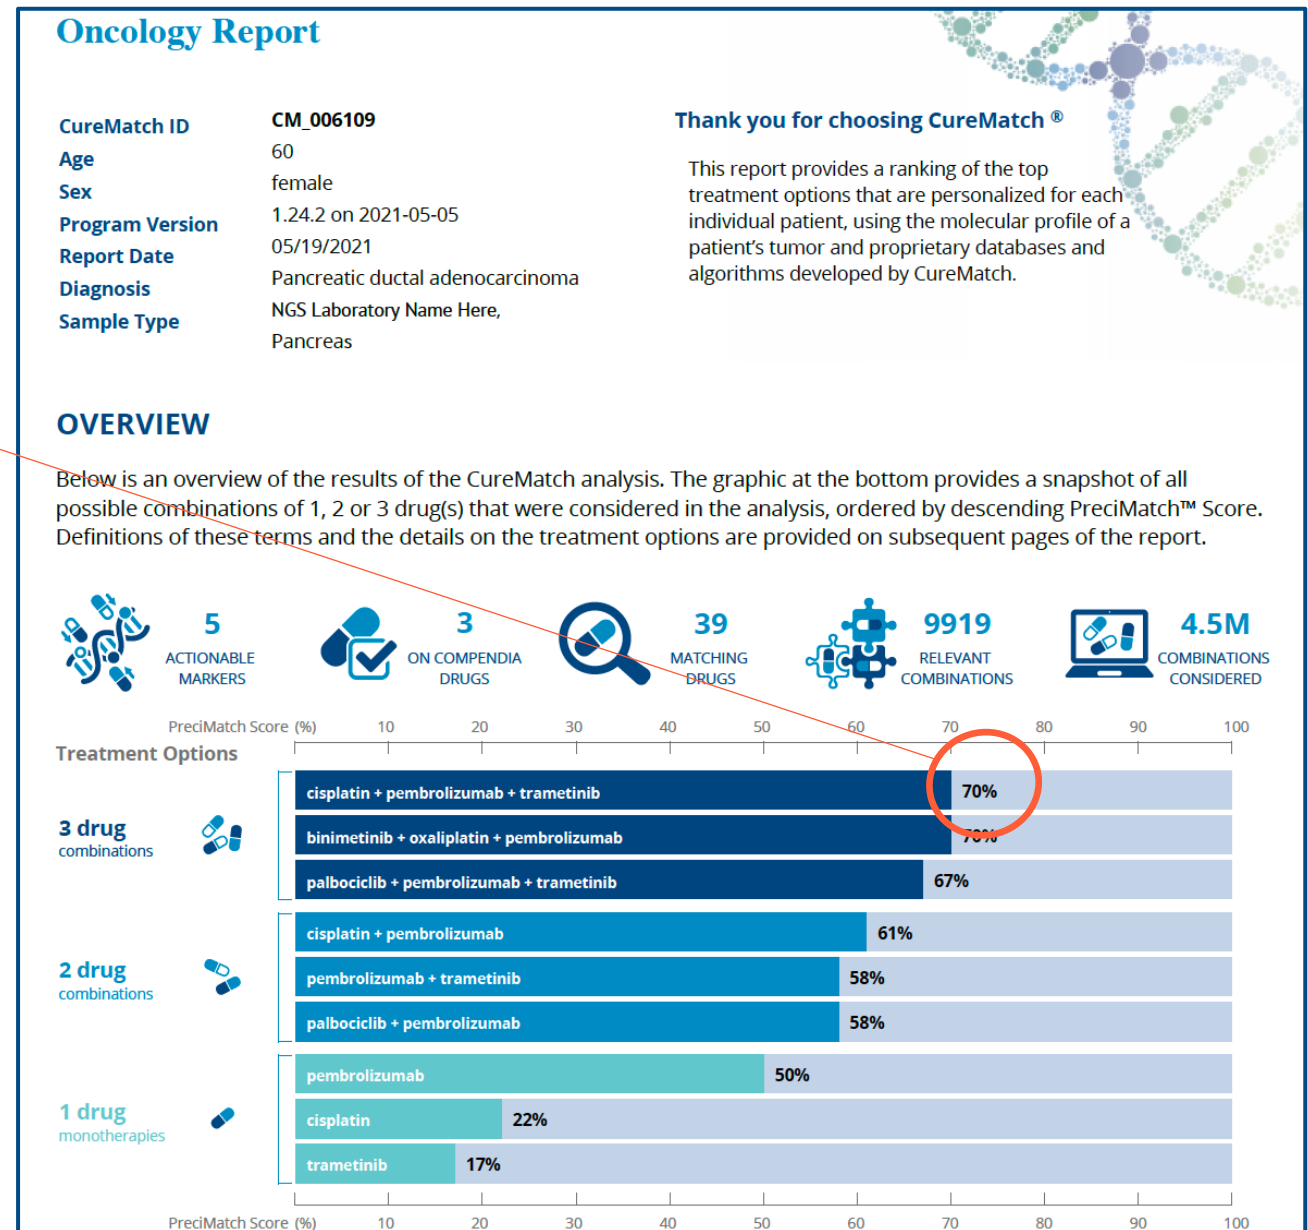 Oncology Report
CureMatch ID CM_006109
Age 60
Sex female
Program Version 1.24.2 on 2021-05-05
Report Date 05/19/2021
Diagnosis Pancreatic ductal adenocarcinoma
Sample Type NGS Laboratory Name Here,
Pancreas
Thank you for choosing CureMatch ®
This report provides a ranking of the top
treatment options that are personalized for each
individual patient, using the molecular profile of a
patient's tumor and proprietary databases and
algorithms developed by CureMatch.
OVERVIEW
Below is an overview of the results of the CureMatch analysis. The graphic at the bottom provides a snapshot of all
possible combinations of 1, 2 or 3 drug(s) that were considered in the analysis, ordered by descending PreciMatch™ Score.
Definitions of these terms and the details on the treatment options are provided on subsequent pages of the report.
5
ACTIONABLE
MARKERS
3
ON COMPENDIA
DRUGS
39
MATCHING
DRUGS
9919
RELEVANT
COMBINATIONS
4.5M
COMBINATIONS
CONSIDERED
PreciMatch Score (%) 10 20 30 40 50 60 70 80 90 100
Treatment Options
3 drug
combinations
cisplatin + pembrolizumab + trametinib 70%
binimetinib + oxaliplatin + pembrolizumab 70%
palbociclib + pembrolizumab + trametinib 67%
2 drug
combinations
cisplatin + pembrolizumab 61%
pembrolizumab + trametinib 58%
palbociclib + pembrolizumab 58%
1 drug
monotherapies
pembrolizumab 50%
cisplatin 22%
trametinib 17%
PreciMatch Score (%) 10 20 30 40 50 60 70 80 90 100